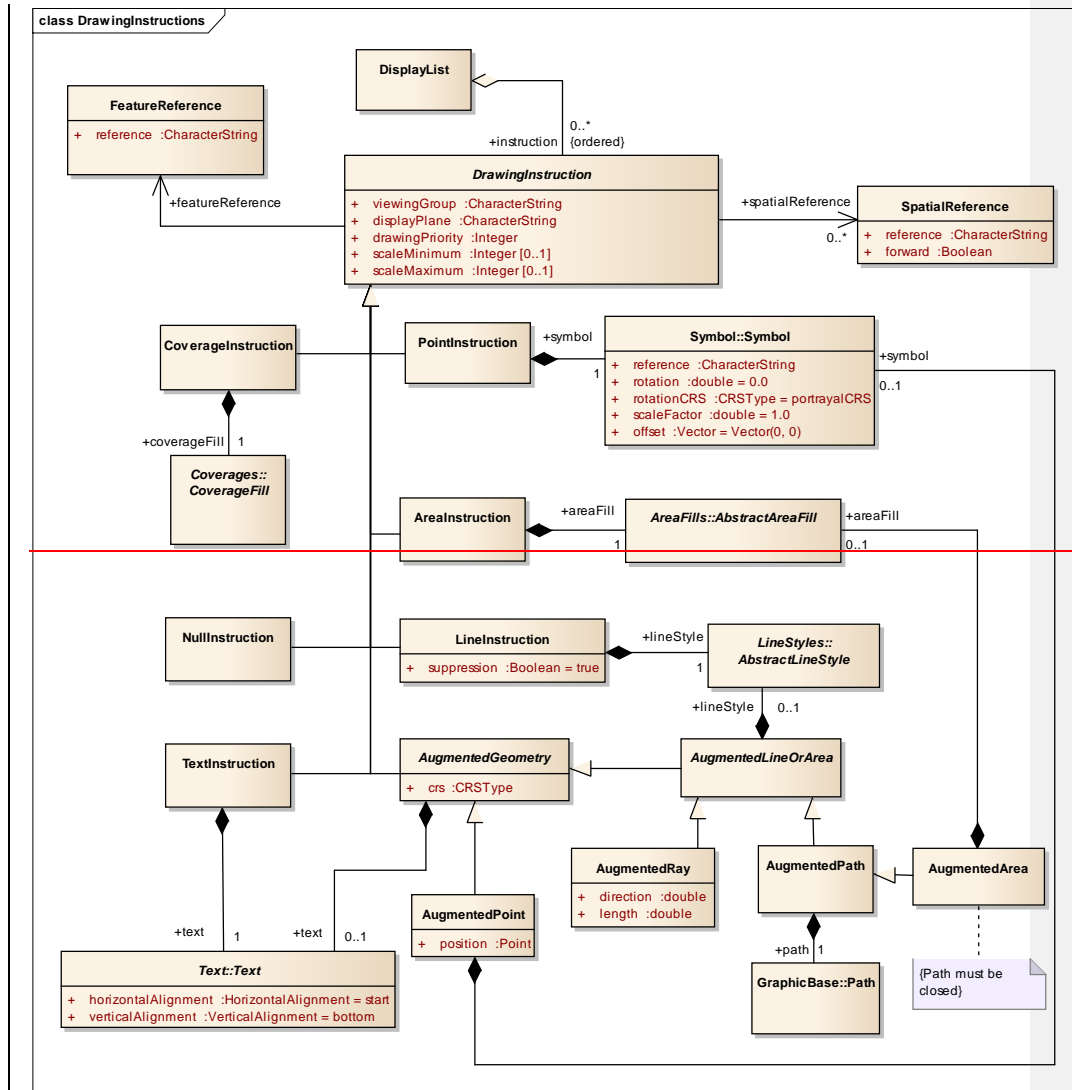 class DrawingInstructions
DisplayList
FeatureReference
+ reference :CharacterString
0..*
+instruction {ordered}
DrawingInstruction
+ viewingGroup :CharacterString
+ displayPlane :CharacterString
+ drawingPriority :Integer
+ scaleMinimum :Integer [0..1]
+ scaleMaximum :Integer [0..1]
+featureReference
+spatialReference
0..*
SpatialReference
+ reference :CharacterString
+ forward :Boolean
CoverageInstruction
PointInstruction
+symbol
1
Symbol::Symbol
+ reference :CharacterString
+ rotation :double = 0.0
+ rotationCRS :CRSType = portrayalCRS
+ scaleFactor :double = 1.0
+ offset :Vector = Vector(0, 0)
+symbol
0..1
+coverageFill 1
Coverages::
CoverageFill
AreaInstruction
+areaFill
1
AreaFills::AbstractAreaFill
+areaFill
0..1
NullInstruction
LineInstruction
+ suppression :Boolean = true
+lineStyle
1
LineStyles::
AbstractLineStyle
+lineStyle 0..1
TextInstruction
AugmentedGeometry
+ crs :CRSType
AugmentedLineOrArea
AugmentedRay
+ direction :double
+ length :double
AugmentedPath
AugmentedArea
AugmentedPoint
+ position :Point
+text 1
+text 0..1
+path 1
{Path must be
closed}
Text::Text
+ horizontalAlignment :HorizontalAlignment = start
+ verticalAlignment :VerticalAlignment = bottom
GraphicBase::Path